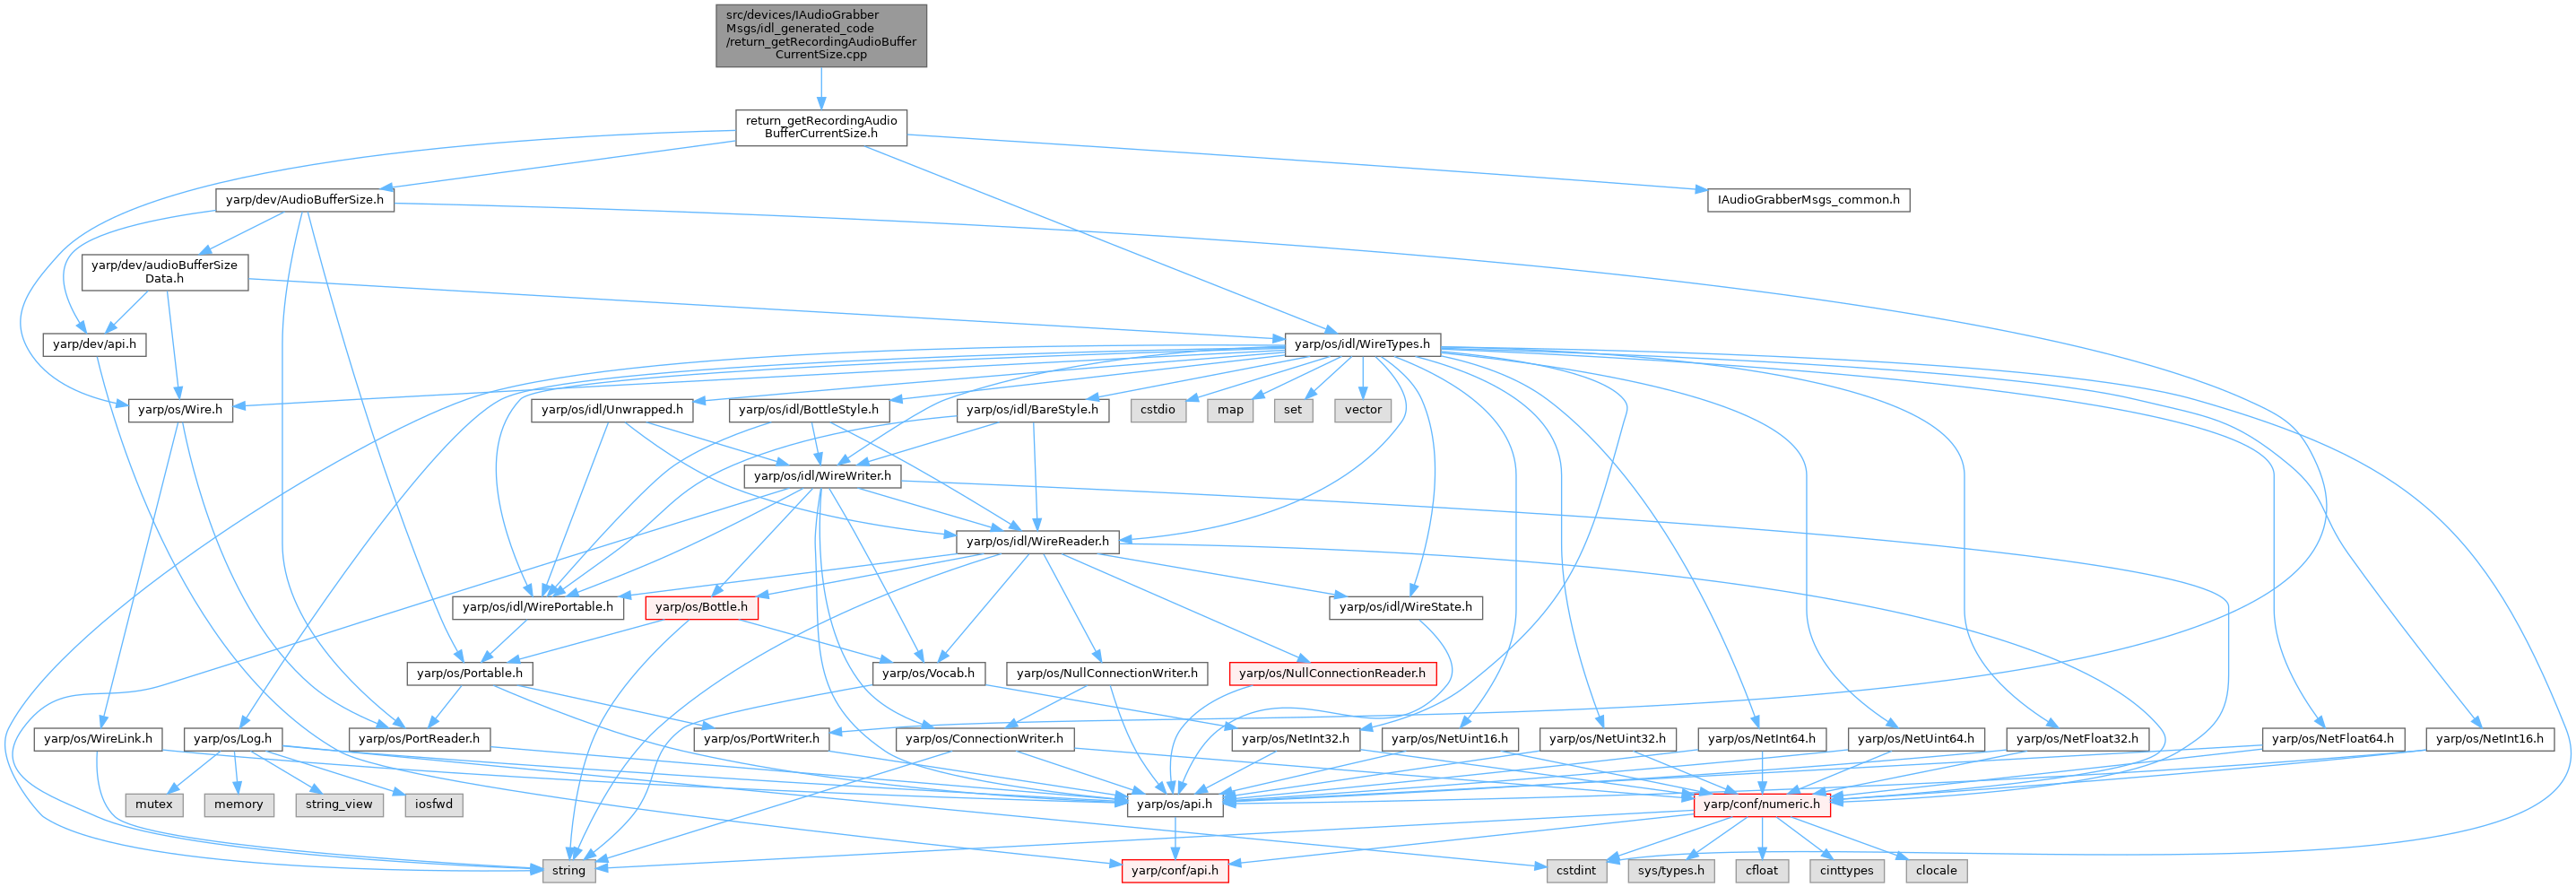 src/devices/IAudioGrabber
Msgs/idl_generated_code
/return_getRecordingAudioBuffer
CurrentSize.cpp
return_getRecordingAudio
BufferCurrentSize.h
yarp/dev/AudioBufferSize.h
IAudioGrabberMsgs_common.h
yarp/dev/audioBufferSize
Data.h
yarp/dev/api.h
yarp/os/idl/WireTypes.h
yarp/os/Wire.h
yarp/os/idl/Unwrapped.h
yarp/os/idl/BottleStyle.h
yarp/os/idl/BareStyle.h
cstdio
map
set
vector
yarp/os/idl/WireWriter.h
yarp/os/idl/WireReader.h
yarp/os/idl/WirePortable.h
yarp/os/Bottle.h
yarp/os/idl/WireState.h
yarp/os/Portable.h
yarp/os/Vocab.h
yarp/os/NullConnectionWriter.h
yarp/os/NullConnectionReader.h
yarp/os/WireLink.h
yarp/os/Log.h
yarp/os/PortReader.h
yarp/os/PortWriter.h
yarp/os/ConnectionWriter.h
yarp/os/NetInt32.h
yarp/os/NetUint16.h
yarp/os/NetUint32.h
yarp/os/NetInt64.h
yarp/os/NetUint64.h
yarp/os/NetFloat32.h
yarp/os/NetFloat64.h
yarp/os/NetInt16.h
mutex
memory
string_view
iosfwd
yarp/os/api.h
yarp/conf/numeric.h
string
yarp/conf/api.h
cstdint
sys/types.h
cfloat
cinttypes
clocale